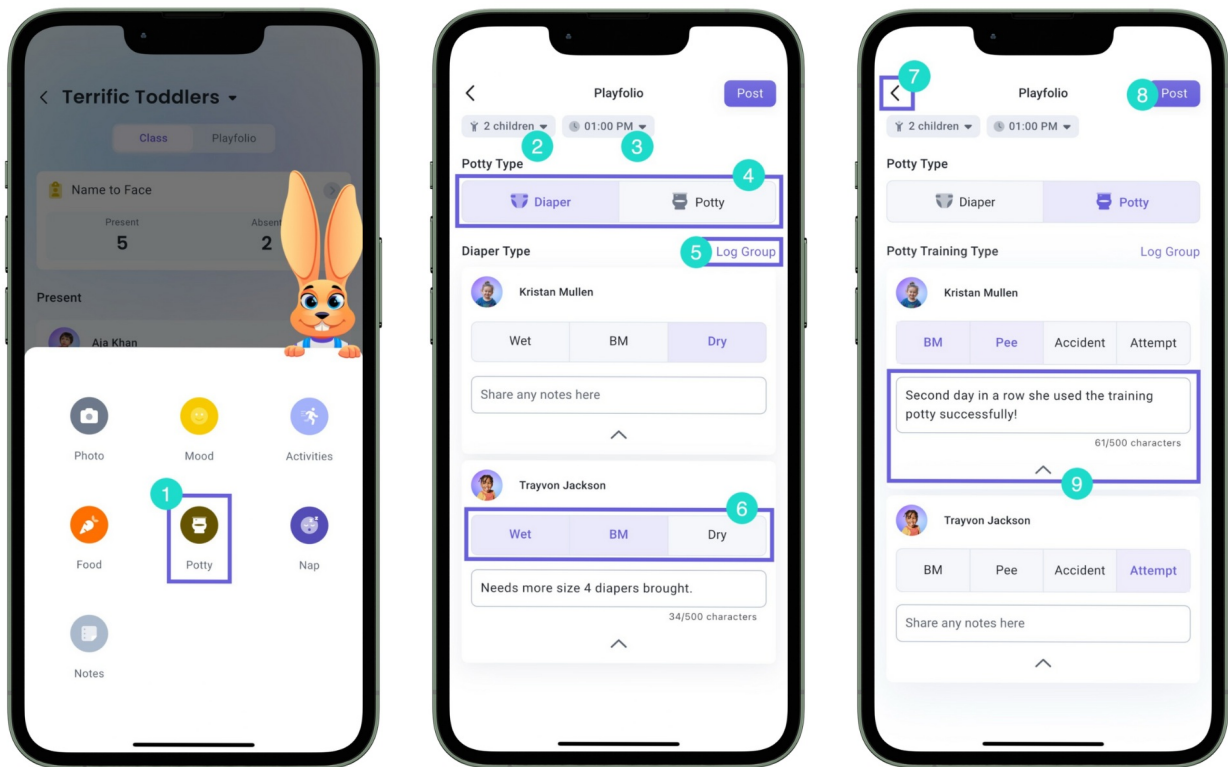 Terrific Toddlers
Class Playfolio
Name to Face
Present Absent
5 2
Present
Aja Khan
Photo Mood Activities
1
Food Potty Nap
Notes
Playfolio Post
2 children 01:00 PM
2 3
Potty Type
4
Diaper Potty
Diaper Type 5 Log Group
Kristan Mullen
Wet BM Dry
Share any notes here
Trayvon Jackson
6
Wet BM Dry
Needs more size 4 diapers brought.
34/500 characters
7
Playfolio 8 Post
2 children 01:00 PM
Potty Type
Diaper Potty
Potty Training Type Log Group
Kristan Mullen
BM Pee Accident Attempt
Second day in a row she used the training
potty successfully!
61/500 characters
9
Trayvon Jackson
BM Pee Accident Attempt
Share any notes here